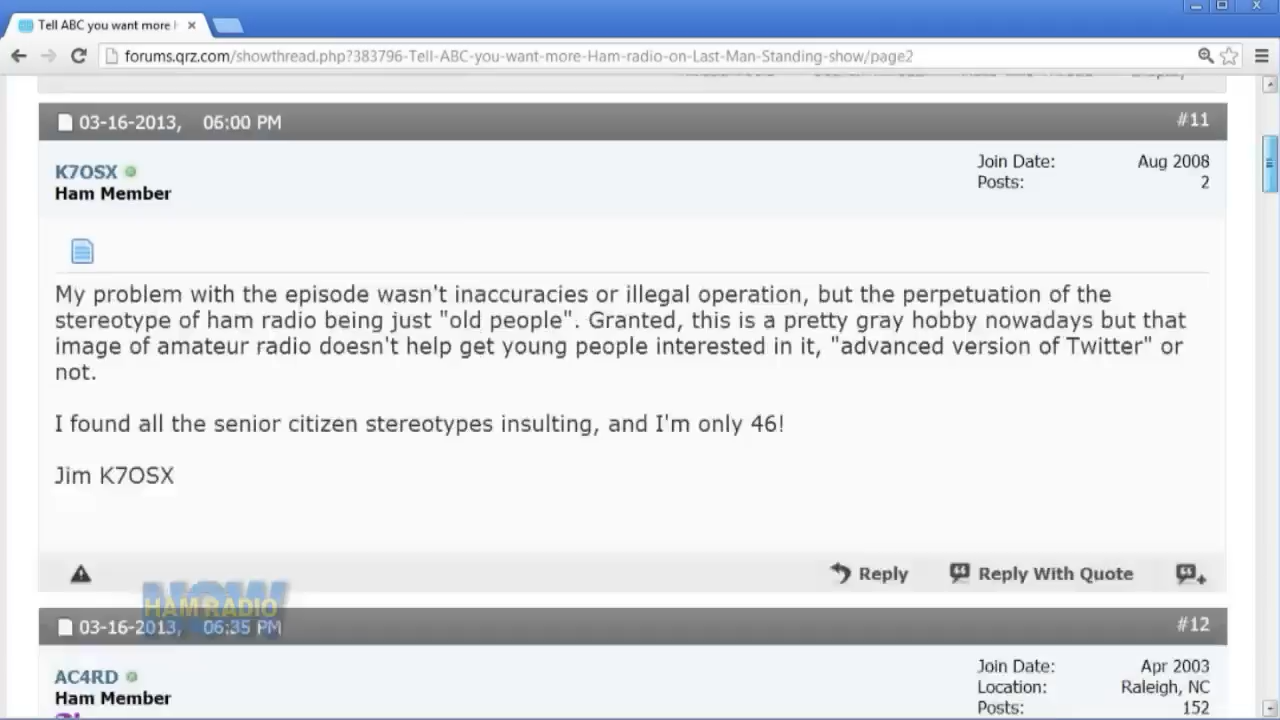 Tell ABC you want more
forums.qrz.com/showthread.php?383796-Tell-ABC-you-want-more-Ham-radio-on-Last-Man-Standing-show/page2
03-16-2013, 06:00 PM #11
K7OSX
Ham Member
Join Date: Aug 2008
Posts: 2
My problem with the episode wasn't inaccuracies or illegal operation, but the perpetuation of the
stereotype of ham radio being just "old people". Granted, this is a pretty gray hobby nowadays but that
image of amateur radio doesn't help get young people interested in it, "advanced version of Twitter" or
not.
I found all the senior citizen stereotypes insulting, and I'm only 46!
Jim K7OSX
Reply Reply With Quote
HAM RADIO
NOW
03-16-2013, 06:35 PM #12
AC4RD
Ham Member
Join Date: Apr 2003
Location: Raleigh, NC
Posts: 152